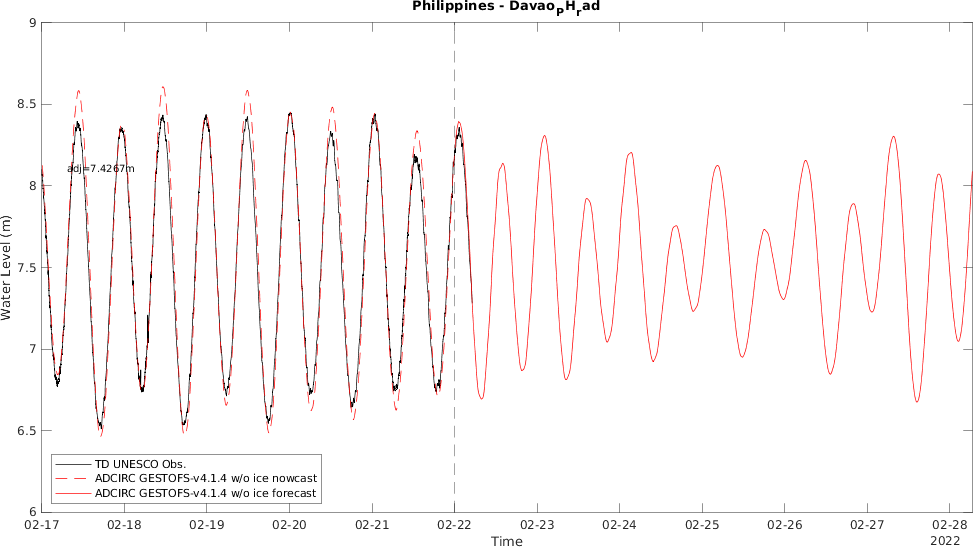 Philippines - DavaoPHrad
Water Level (m)
9
8.5
8
7.5
7
6.5
6
adj=7.4267m
TD UNESCO Obs.
ADCIRC GESTOFS-v4.1.4 w/o ice nowcast
ADCIRC GESTOFS-v4.1.4 w/o ice forecast
02-17 02-18 02-19 02-20 02-21 02-22 02-23 02-24 02-25 02-26 02-27 02-28
Time
2022